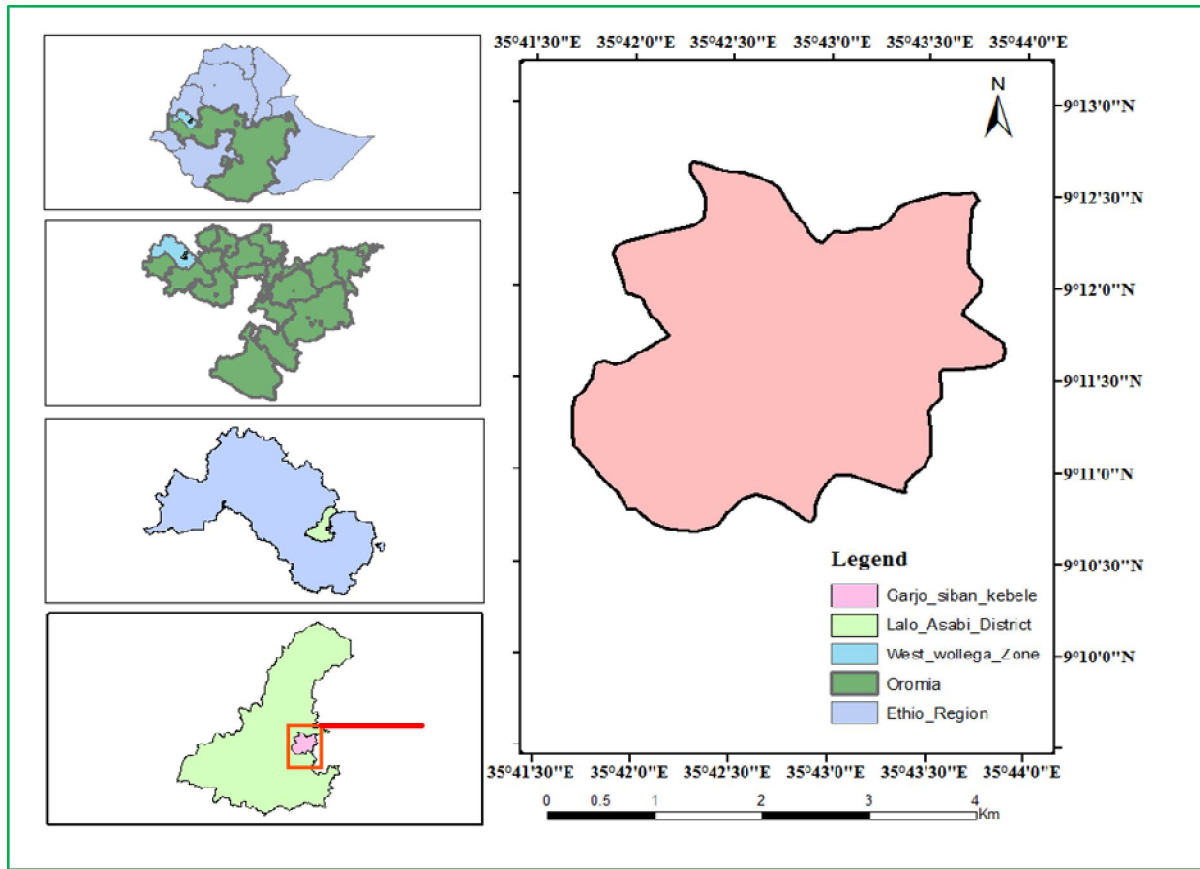 35°41'30"E 35°42'0"E 35°42'30"E 35°43'0"E 35°43'30"E 35°44'0"E
N
9°13'0"N
9°12'30"N
9°12'0"N
9°11'30"N
9°11'0"N
9°10'30"N
9°10'0"N
Legend
Garjo_siban_kebele
Lalo_Asabi_District
West_wollega_Zone
Oromia
Ethio_Region
35°41'30"E 35°42'0"E 35°42'30"E 35°43'0"E 35°43'30"E 35°44'0"E
0 0.5 1 2 3 4
Km